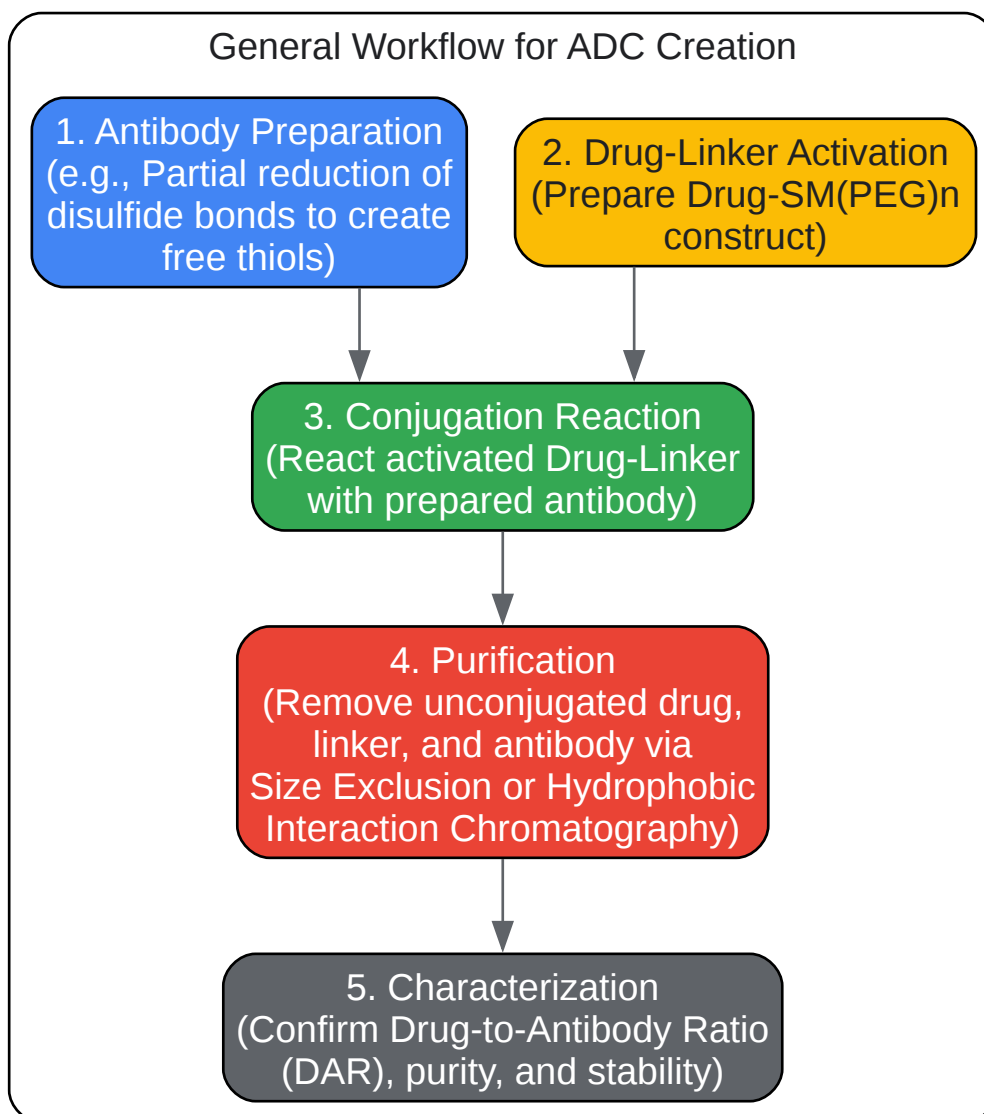 General Workflow for ADC Creation
1. Antibody Preparation
(e.g., Partial reduction of
disulfide bonds to create
free thiols)
2. Drug-Linker Activation
(Prepare Drug-SM(PEG)n
construct)
3. Conjugation Reaction
(React activated Drug-Linker
with prepared antibody)
4. Purification
(Remove unconjugated drug,
linker, and antibody via
Size Exclusion or Hydrophobic
Interaction Chromatography)
5. Characterization
(Confirm Drug-to-Antibody Ratio
(DAR), purity, and stability)